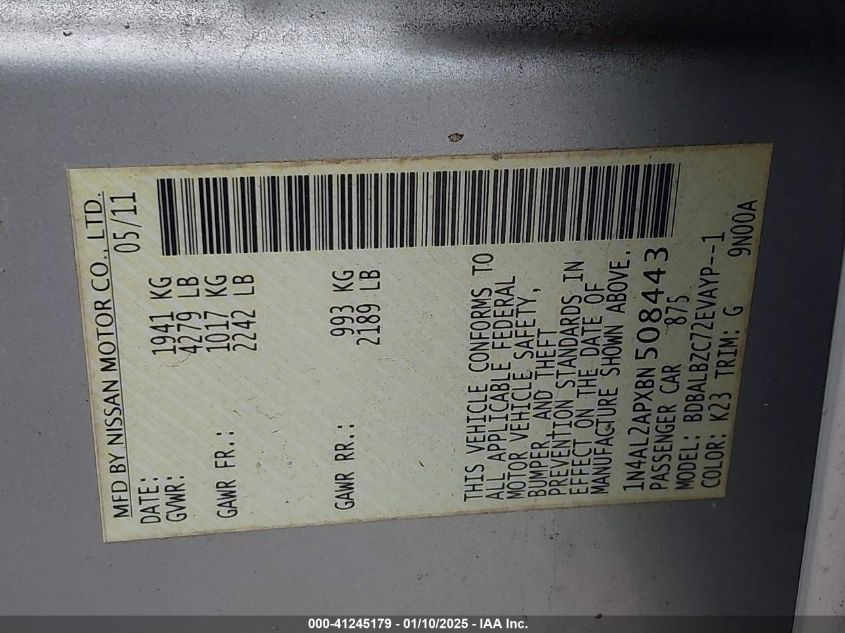 MFD BY NISSAN MOTOR CO., LTD.
DATE: 05/11
GVWR: 1941 KG
4279 LB
GAWR FR.: 1017 KG
2242 LB
GAWR RR.: 993 KG
2189 LB
THIS VEHICLE CONFORMS TO
ALL APPLICABLE FEDERAL
MOTOR VEHICLE SAFETY,
BUMPER, AND THEFT
PREVENTION STANDARDS IN
EFFECT ON THE DATE OF
MANUFACTURE SHOWN ABOVE.
1N4AL2APXBN508443
PASSENGER CAR 875
MODEL: BDBALBZC72EVAYP--1
COLOR: K23 TRIM: G 9N00A
000-41245179 - 01/10/2025 - IAA Inc.